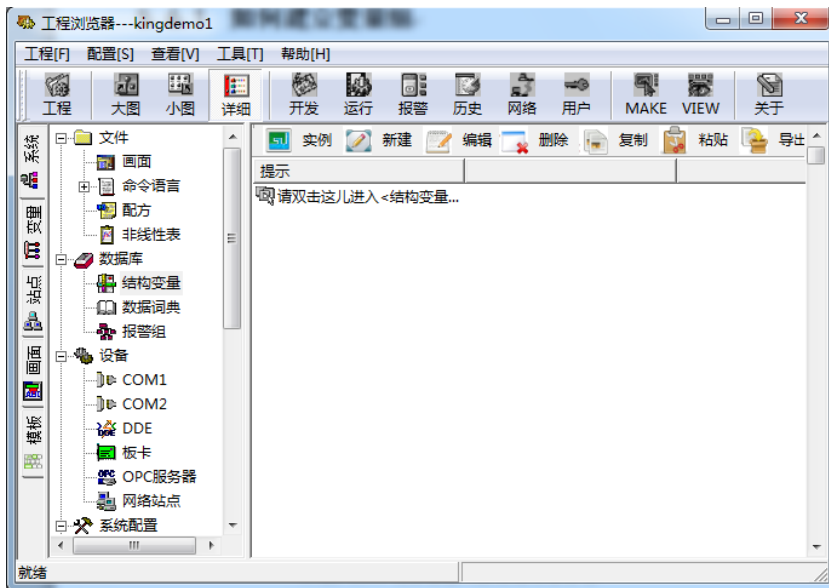 工程浏览器---kingdemo1
工程[F] 配置[S] 查看[V] 工具[T] 帮助[H]
工程 大图 小图 详细 开发 运行 报警 历史 网络 用户 MAKE VIEW 关于
系统
变量
站点
画面
模板
文件
画面
命令语言
配方
非线性表
数据库
结构变量
数据词典
报警组
设备
COM1
COM2
DDE
板卡
OPC服务器
网络站点
系统配置
实例 新建 编辑 删除 复制 粘贴 导出
提示
请双击这儿进入<结构变量...
就绪